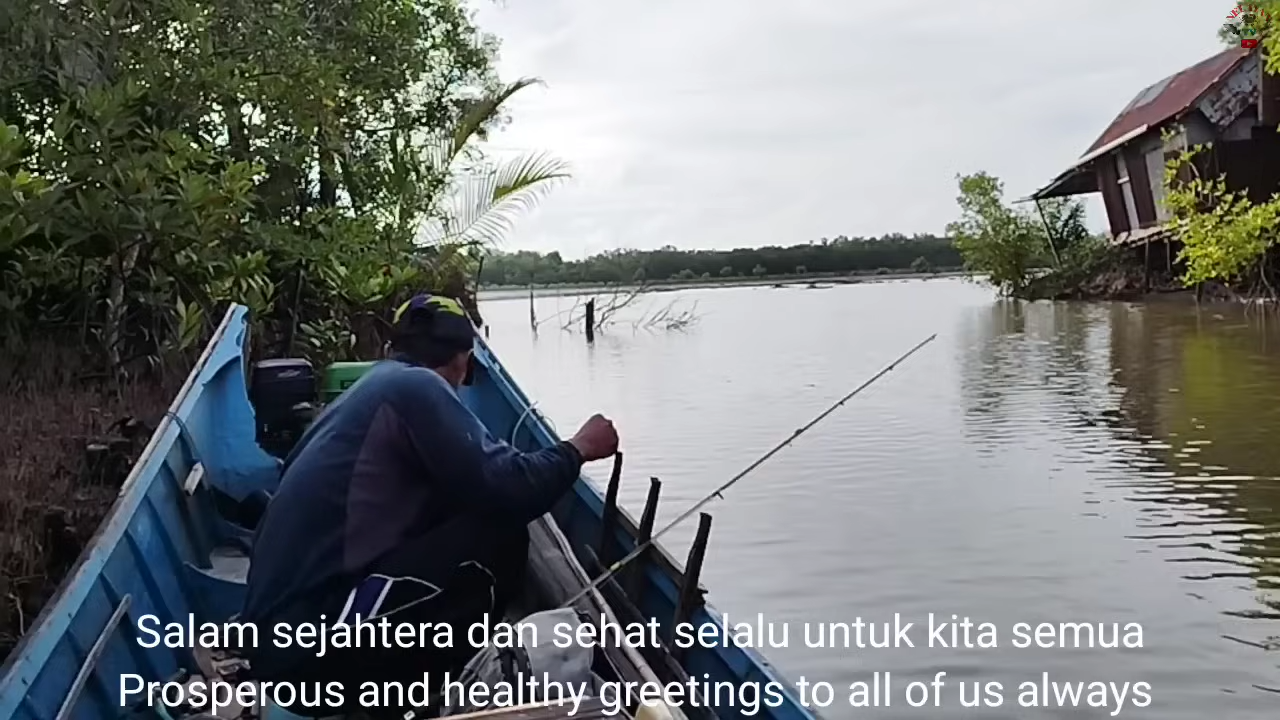 Salam sejahtera dan sehat selalu untuk kita semua
Prosperous and healthy greetings to all of us always